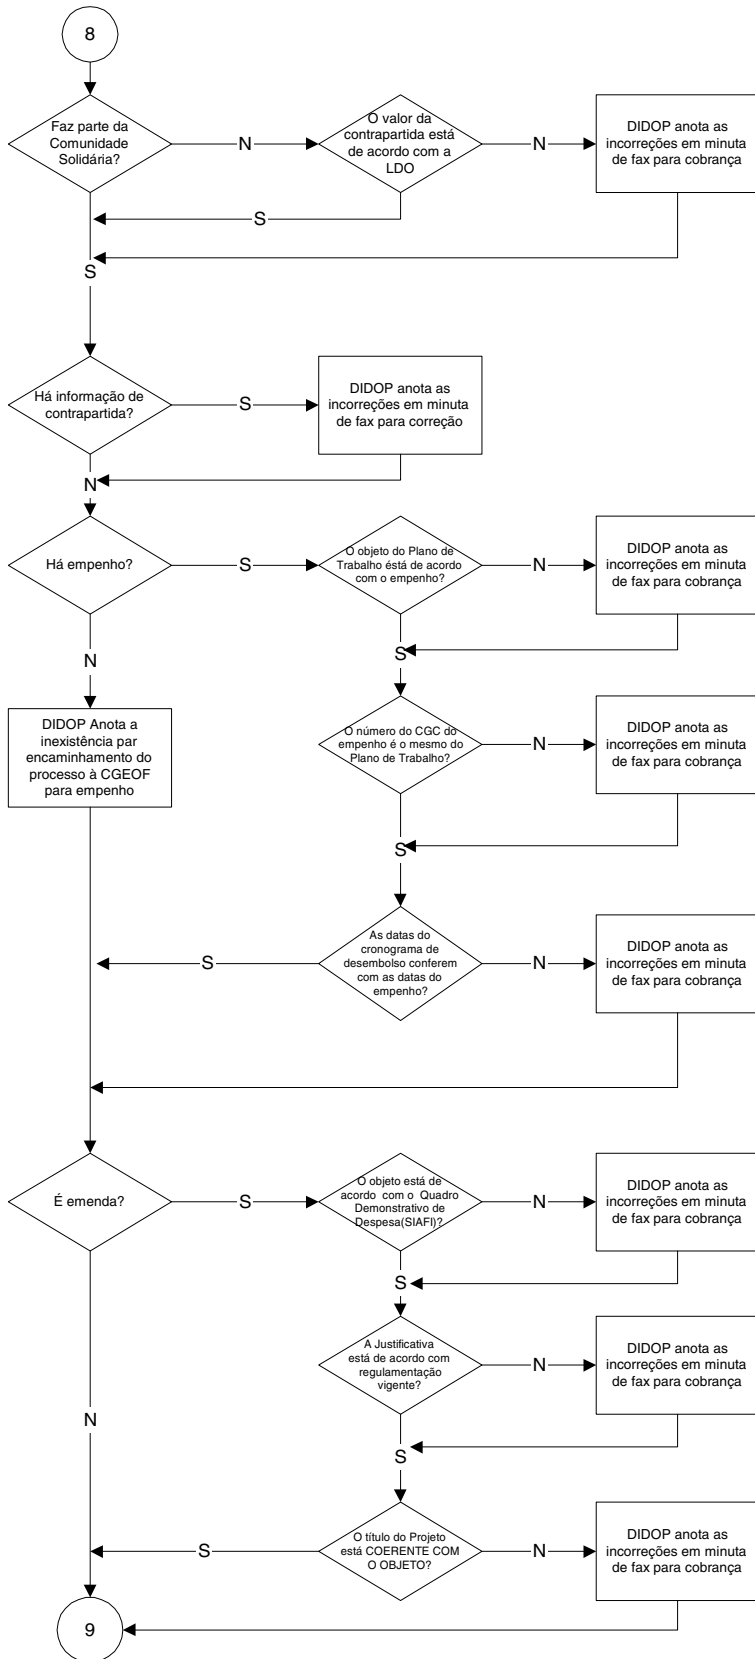 8
Faz parte da
Comunidade
Solidária?
N
O valor da
contrapartida está
de acordo com a
LDO
N
DIDOP anota as
incorreções em minuta
de fax para cobrança
S
S
Há informação de
contrapartida?
S
DIDOP anota as
incorreções em minuta
de fax para correção
N
Há empenho?
S
O objeto do Plano de
Trabalho éstá de acordo
com o empenho?
N
DIDOP anota as
incorreções em minuta
de fax para cobrança
N
S
DIDOP Anota a
inexistência par
encaminhamento do
processo à CGEOF
para empenho
O número do CGC do
empenho é o mesmo do
Plano de Trabalho?
N
DIDOP anota as
incorreções em minuta
de fax para cobrança
S
S
As datas do
cronograma de
desembolso conferem
com as datas do
empenho?
N
DIDOP anota as
incorreções em minuta
de fax para cobrança
É emenda?
S
O objeto está de
acordo com o Quadro
Demonstrativo de
Despesa(SIAFI)?
N
DIDOP anota as
incorreções em minuta
de fax para cobrança
S
A Justificativa
está de acordo com
regulamentação
vigente?
N
DIDOP anota as
incorreções em minuta
de fax para cobrança
N
S
S
O título do Projeto
está COERENTE COM
O OBJETO?
N
DIDOP anota as
incorreções em minuta
de fax para cobrança
9